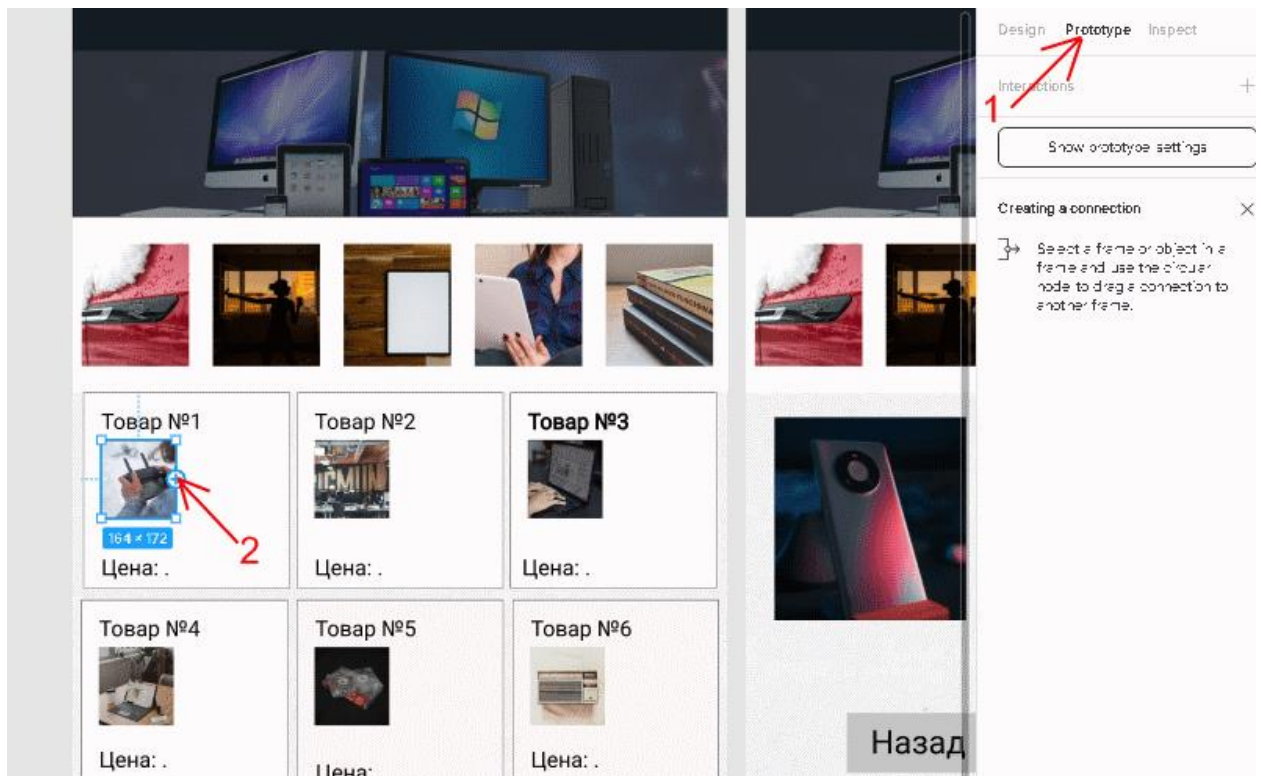 Design Prototype Inspect
Interactions
1
Show prototype settings
Creating a connection
Select a frame or object in a
frame and use the circular
node to drag a connection to
another frame.
Товар №1
Товар №2
Товар №3
164 × 172
2
Цена: .
Цена: .
Цена: .
Товар №4
Товар №5
Товар №6
Цена: .
Цена:
Цена: .
Назад